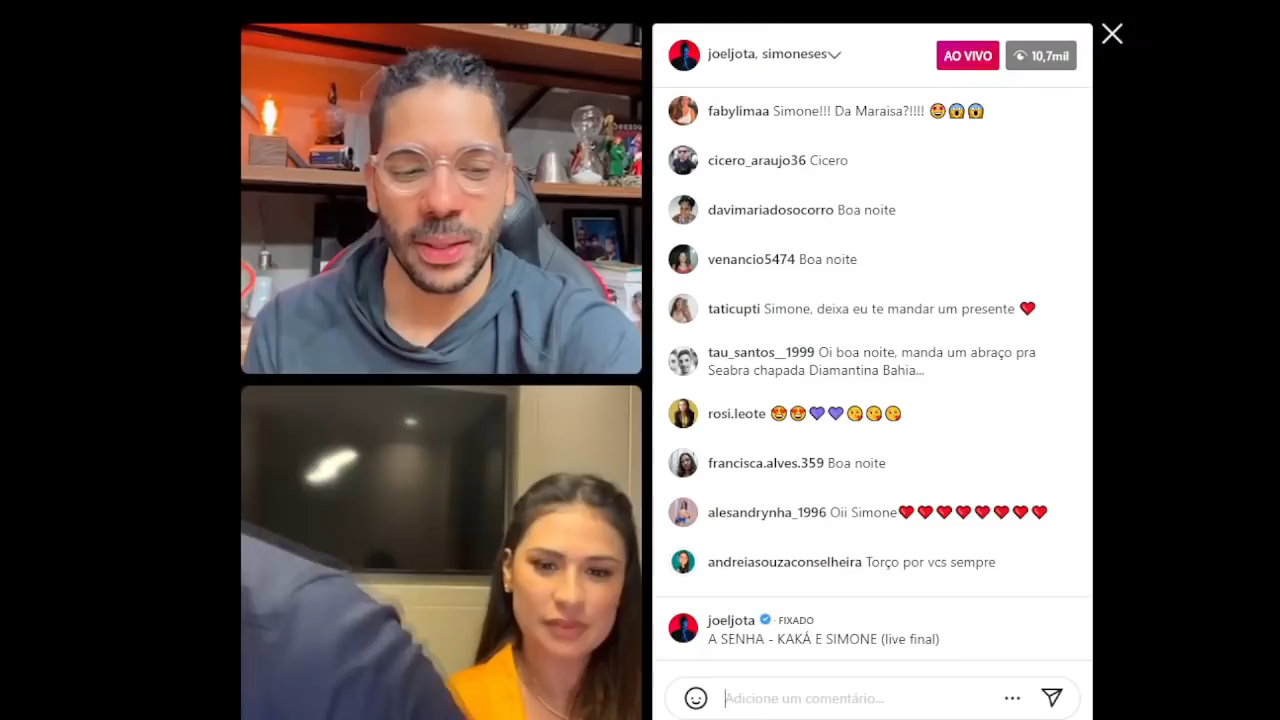 joeljota, simoneses
AO VIVO
10,7mil
fabylimaa Simone!!! Da Maraisa?!!!! 🤩😱😱
cicero_araujo36 Cicero
davimariadosocorro Boa noite
venancio5474 Boa noite
taticupti Simone, deixa eu te mandar um presente ❤️
tau_santos__1999 Oi boa noite, manda um abraço pra
Seabra chapada Diamantina Bahia...
rosi.leote 😍😍💜💜😘😘😘
francisca.alves.359 Boa noite
alesandrynha_1996 Oii Simone❤️❤️❤️❤️❤️❤️❤️❤️
andreiasouzaconselheira Torço por vcs sempre
joeljota · FIXADO
A SENHA - KAKÁ E SIMONE (live final)
Adicione um comentário...